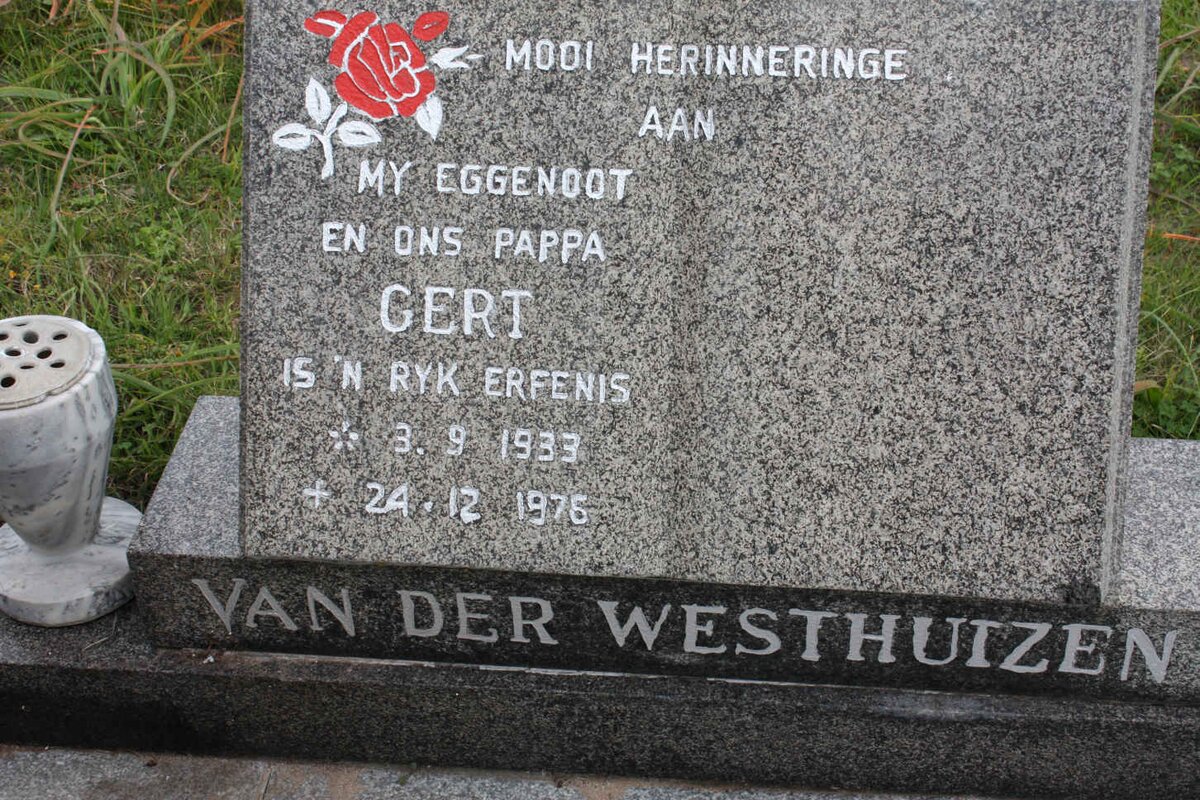 MOOI HERINNERINGE
AAN
MY EGGENOOT
EN ONS PAPPA
GERT
IS 'N RYK ERFENIS
* 3.9 1933
+ 24.12 1976
VAN DER WESTHUIZEN